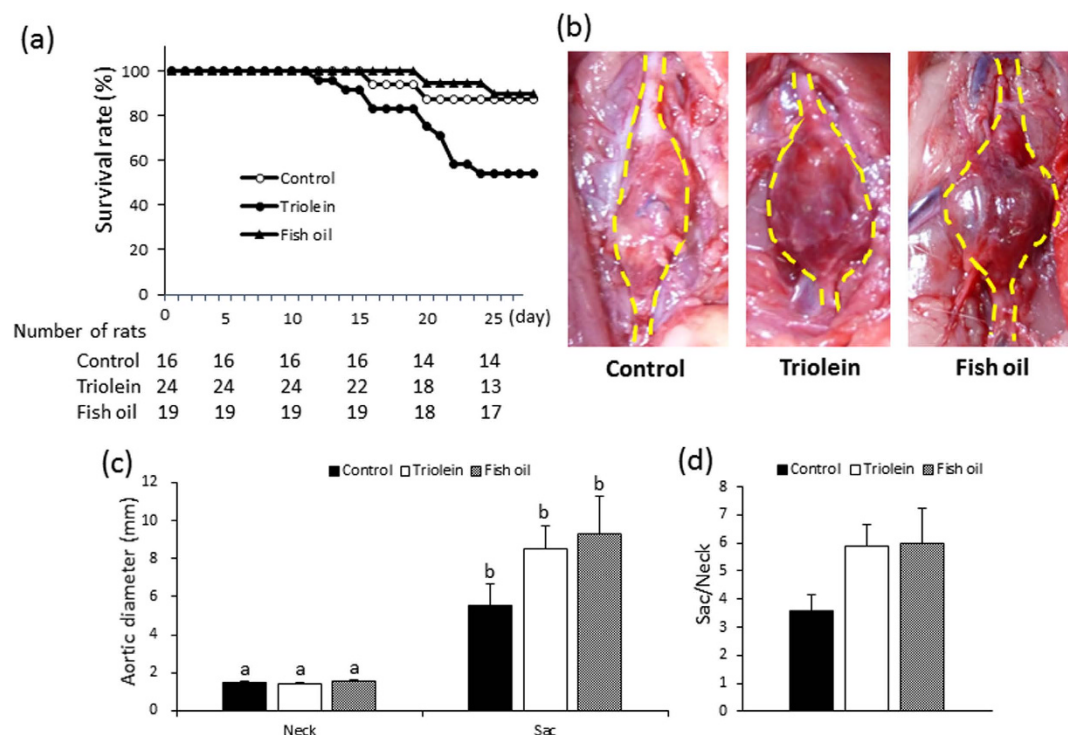 (a)
Survival rate (%)
100
80
60
40
20
0
Control
Triolein
Fish oil
0 5 10 15 20 25 (day)
Number of rats
Control 16 16 16 16 14 14
Triolein 24 24 24 22 18 13
Fish oil 19 19 19 19 18 17
(b)
Control Triolein Fish oil
(c)
Control Triolein Fish oil
Aortic diameter (mm)
12
10
8
6
4
2
0
a a a b b b
Neck Sac
(d)
Control Triolein Fish oil
Sac/Neck
8
7
6
5
4
3
2
1
0